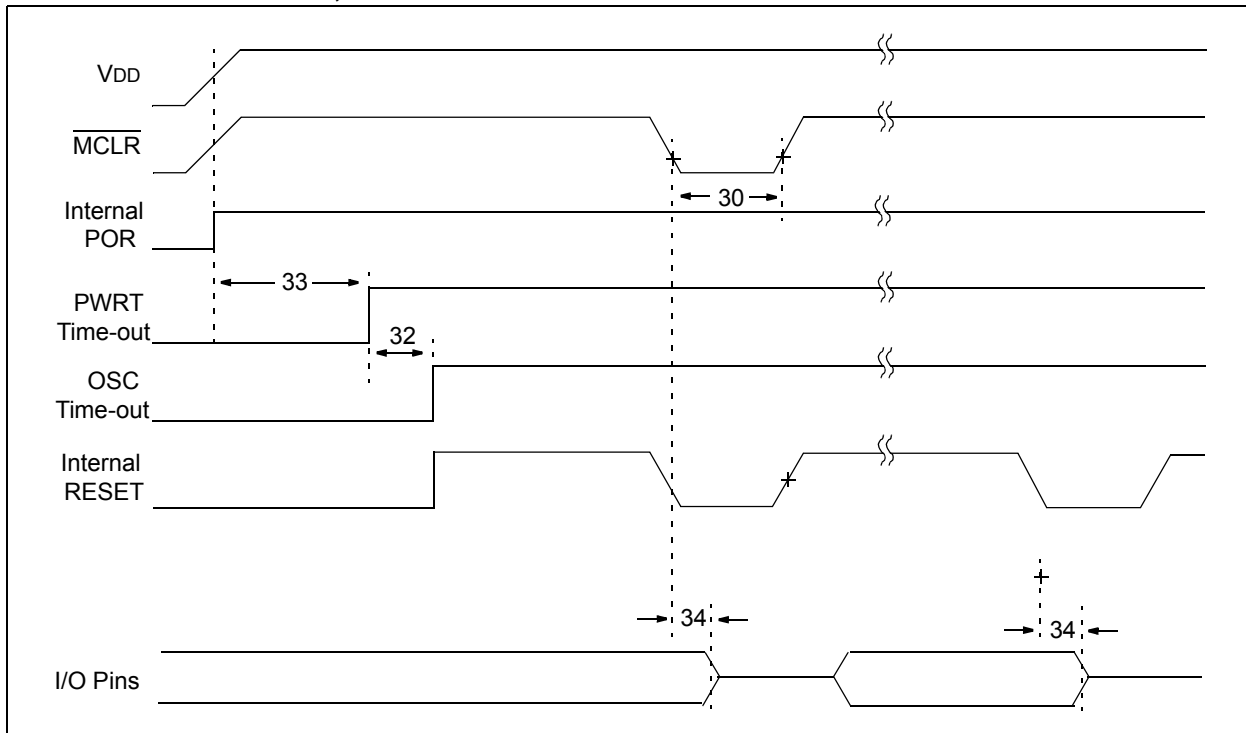 VDD
MCLR
30
Internal
POR
33
PWRT
Time-out
32
OSC
Time-out
Internal
RESET
34
34
I/O Pins